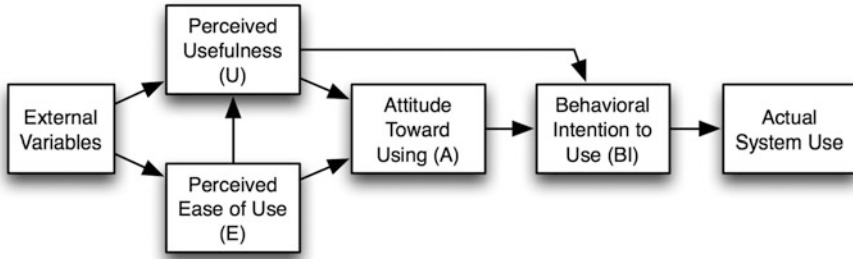 Perceived
Usefulness
(U)
External
Variables
Perceived
Ease of Use
(E)
Attitude
Toward
Using (A)
Behavioral
Intention to
Use (BI)
Actual
System Use